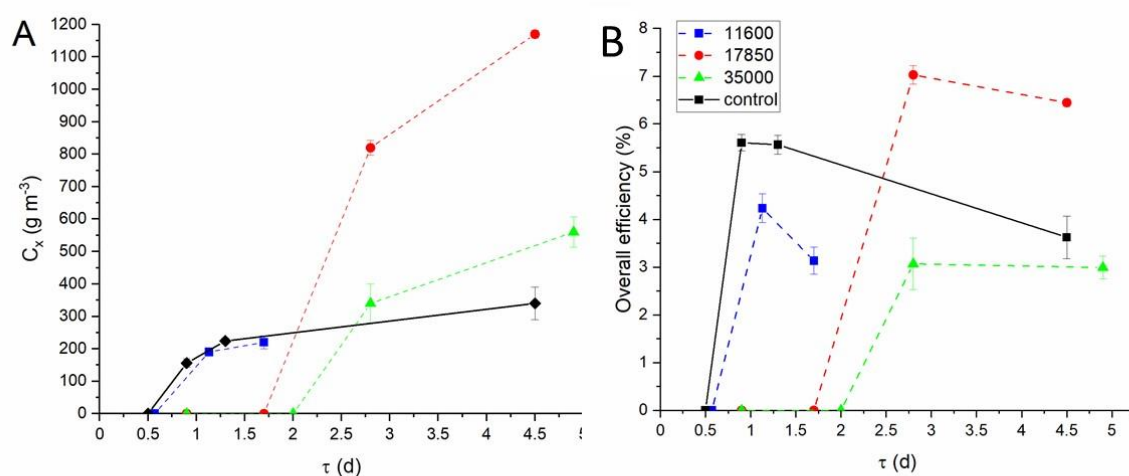 A
1200
1100
1000
900
800
700
600
500
400
300
200
100
0
Cₓ (g m⁻³)
0 0.5 1 1.5 2 2.5 3 3.5 4 4.5 5
τ (d)
B
11600
17850
35000
control
8
7
6
5
4
3
2
1
0
Overall efficiency (%)
0 0.5 1 1.5 2 2.5 3 3.5 4 4.5 5
τ (d)